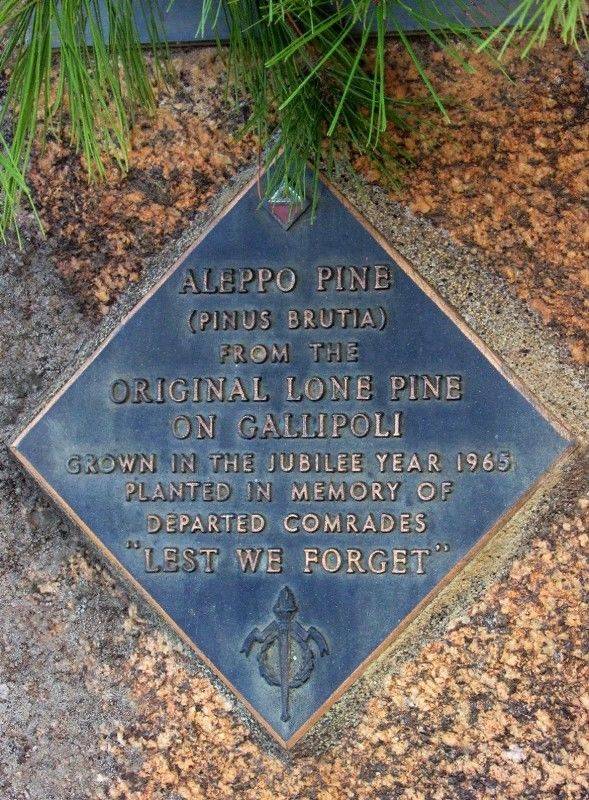 ALEPPO PINE
(PINUS BRUTIA)
FROM THE
ORIGINAL LONE PINE
ON GALLIPOLI
GROWN IN THE JUBILEE YEAR 1965
PLANTED IN MEMORY OF
DEPARTED COMRADES
"LEST WE FORGET"